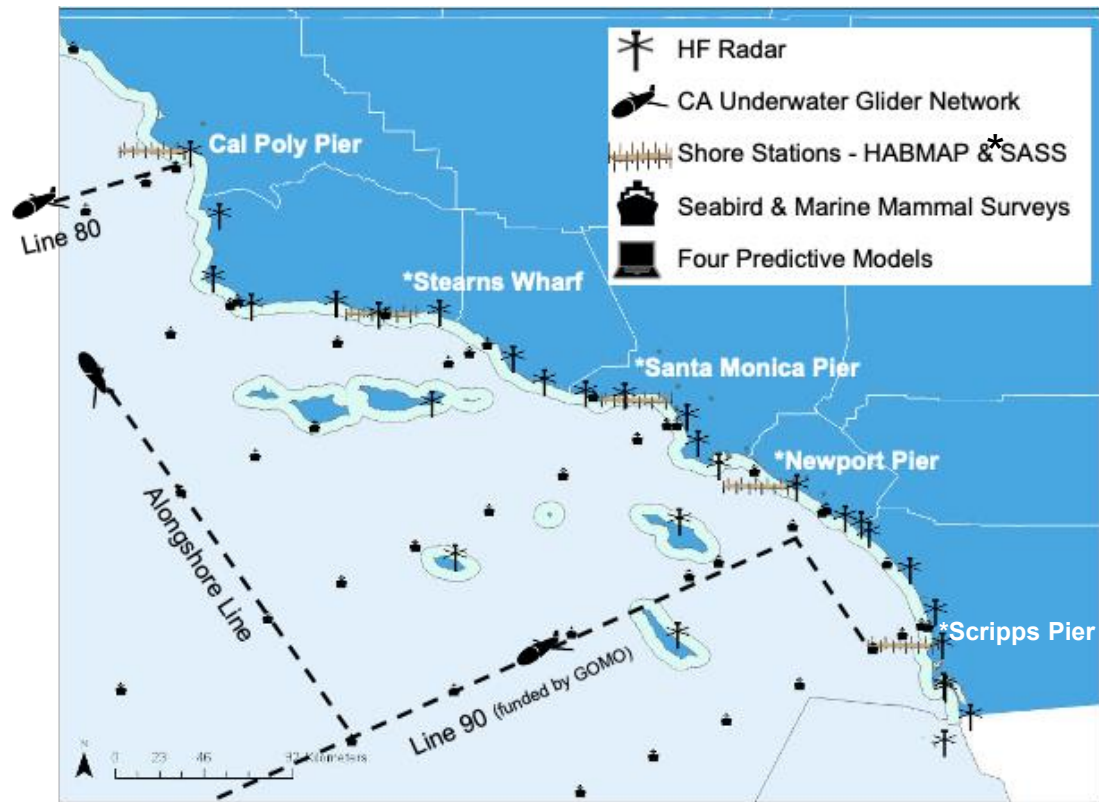 HF Radar
CA Underwater Glider Network
Shore Stations - HABMAP & *SASS
Seabird & Marine Mammal Surveys
Four Predictive Models
Cal Poly Pier
Line 80
*Stearns Wharf
*Santa Monica Pier
*Newport Pier
Alongshore Line
*Scripps Pier
Line 90 (funded by GOMO)
N
0 23 46 92 Kilometers